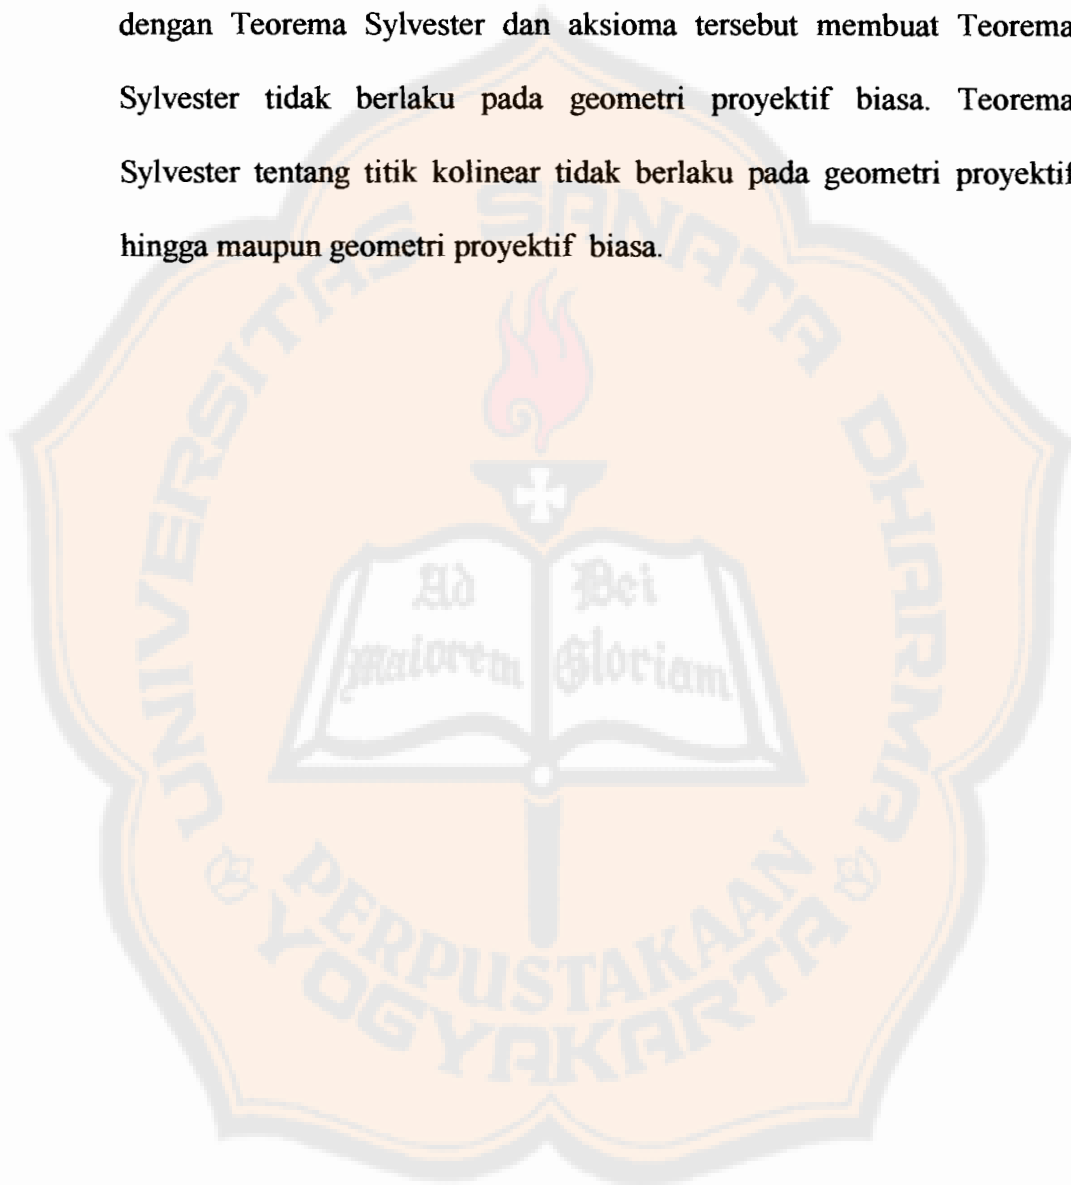 dengan Teorema Sylvester dan aksioma tersebut membuat Teorema
Sylvester tidak berlaku pada geometri proyektif biasa. Teorema
Sylvester tentang titik kolinear tidak berlaku pada geometri proyektif
hingga maupun geometri proyektif biasa.
UNIVERSITAS SANATA DHARMA
Ad Dei
Maiorem Gloriam
PERPUSTAKAAN
YOGYAKARTA